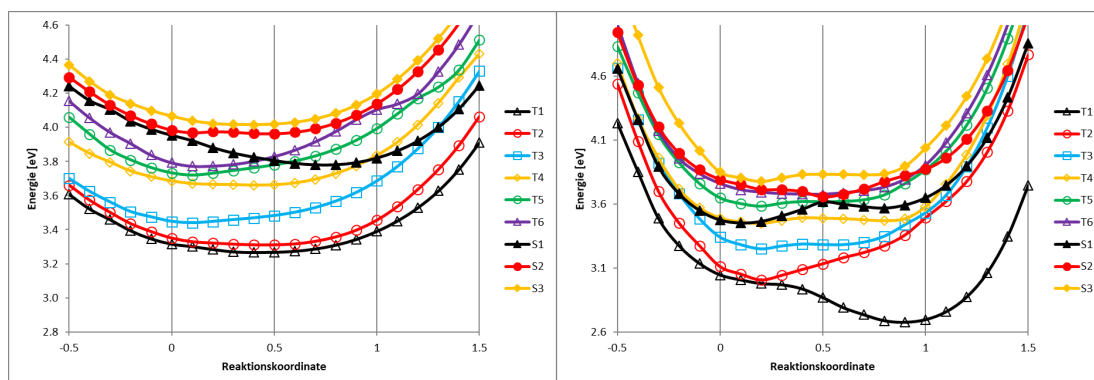 4.6
4.4
4.2
4.0
3.8
3.6
3.4
3.2
3.0
2.8
Energie [eV]
-0.5
0
0.5
1
1.5
Reaktionskoordinate
T1
T2
T3
T4
T5
T6
S1
S2
S3
4.6
4.1
3.6
3.1
2.6
Energie [eV]
-0.5
0
0.5
1
1.5
Reaktionskoordinate
T1
T2
T3
T4
T5
T6
S1
S2
S3